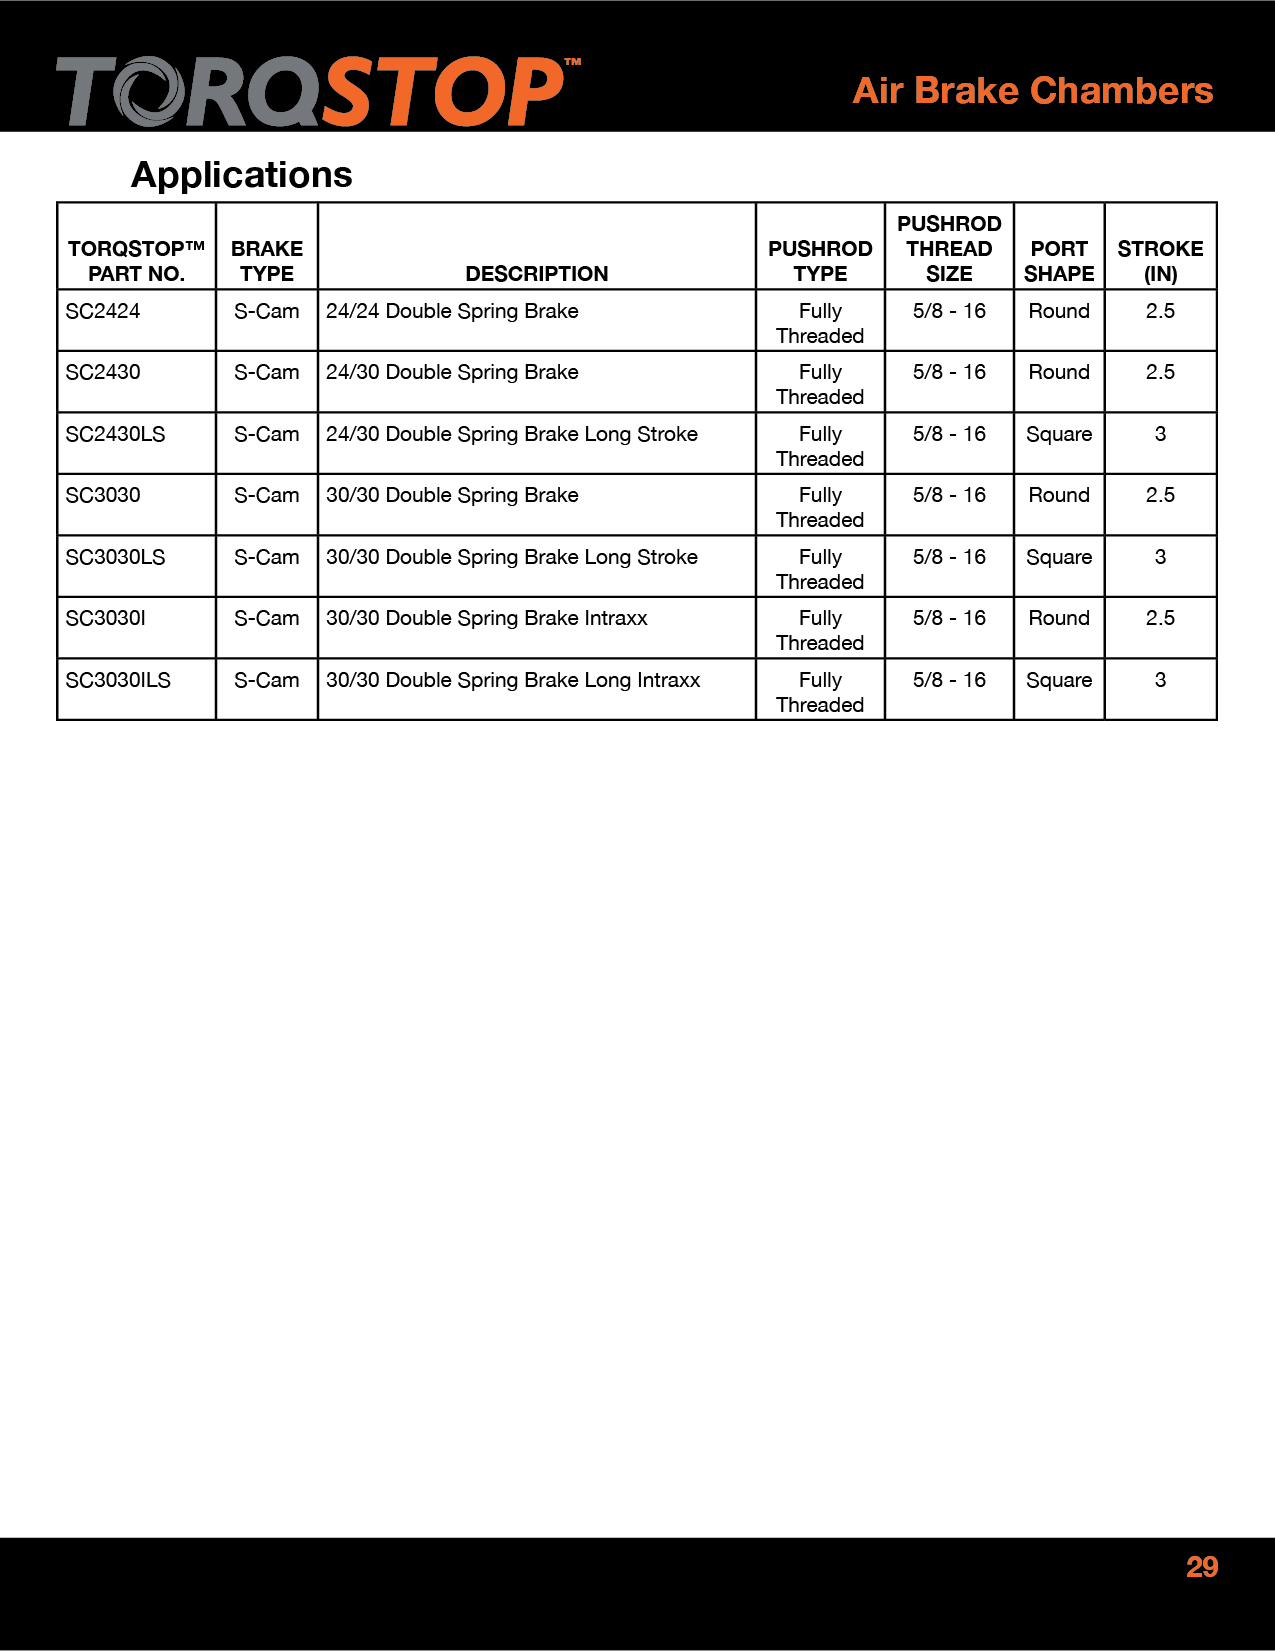 TORQSTOP™
Air Brake Chambers
Applications
TORQSTOP™ PART NO. BRAKE TYPE DESCRIPTION PUSHROD TYPE PUSHROD THREAD SIZE PORT SHAPE STROKE (IN)
SC2424 S-Cam 24/24 Double Spring Brake Fully Threaded 5/8 - 16 Round 2.5
SC2430 S-Cam 24/30 Double Spring Brake Fully Threaded 5/8 - 16 Round 2.5
SC2430LS S-Cam 24/30 Double Spring Brake Long Stroke Fully Threaded 5/8 - 16 Square 3
SC3030 S-Cam 30/30 Double Spring Brake Fully Threaded 5/8 - 16 Round 2.5
SC3030LS S-Cam 30/30 Double Spring Brake Long Stroke Fully Threaded 5/8 - 16 Square 3
SC3030I S-Cam 30/30 Double Spring Brake Intraxx Fully Threaded 5/8 - 16 Round 2.5
SC3030ILS S-Cam 30/30 Double Spring Brake Long Intraxx Fully Threaded 5/8 - 16 Square 3
29